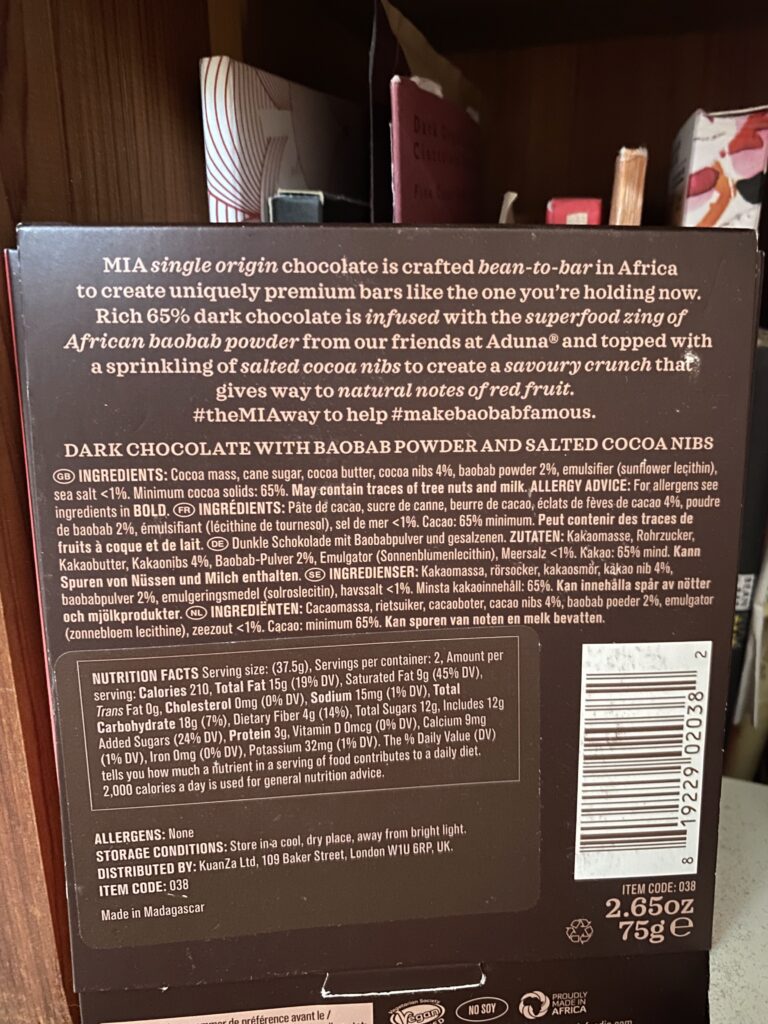 MIA single origin chocolate is crafted bean-to-bar in Africa
to create uniquely premium bars like the one you're holding now.
Rich 65% dark chocolate is infused with the superfood zing of
African baobab powder from our friends at Aduna® and topped with
a sprinkling of salted cocoa nibs to create a savoury crunch that
gives way to natural notes of red fruit.
#theMIAway to help #makebaobabfamous.
DARK CHOCOLATE WITH BAOBAB POWDER AND SALTED COCOA NIBS
GB INGREDIENTS: Cocoa mass, cane sugar, cocoa butter, cocoa nibs 4%, baobab powder 2%, emulsifier (sunflower lecithin),
sea salt <1%. Minimum cocoa solids: 65%. May contain traces of tree nuts and milk. ALLERGY ADVICE: For allergens see
ingredients in BOLD. FR INGRÉDIENTS: Pâte de cacao, sucre de canne, beurre de cacao, éclats de fèves de cacao 4%, poudre
de baobab 2%, émulsifiant (lécithine de tournesol), sel de mer <1%. Cacao: 65% minimum. Peut contenir des traces de
fruits à coque et de lait. DE Dunkle Schokolade mit Baobabpulver und gesalzenen. ZUTATEN: Kakaomasse, Rohrzucker,
Kakaobutter, Kakaonibs 4%, Baobab-Pulver 2%, Emulgator (Sonnenblumenlecithin), Meersalz <1%. Kakao: 65% mind. Kann
Spuren von Nüssen und Milch enthalten. SE INGREDIENSER: Kakaomassa, rörsocker, kakaosmör, kakao nib 4%,
baobabpulver 2%, emulgeringsmedel (solroslecitin), havssalt <1%. Minsta kakaoinnehåll: 65%. Kan innehålla spår av nötter
och mjölkprodukter. NL INGREDIËNTEN: Cacaomassa, rietsuiker, cacaoboter, cacao nibs 4%, baobab poeder 2%, emulgator
(zonnebloem lecithine), zeezout <1%. Cacao: minimum 65%. Kan sporen van noten en melk bevatten.
NUTRITION FACTS Serving size: (37.5g), Servings per container: 2, Amount per
serving: Calories 210, Total Fat 15g (19% DV), Saturated Fat 9g (45% DV),
Trans Fat 0g, Cholesterol 0mg (0% DV), Sodium 15mg (1% DV), Total
Carbohydrate 18g (7%), Dietary Fiber 4g (14%), Total Sugars 12g, Includes 12g
Added Sugars (24% DV), Protein 3g, Vitamin D 0mcg (0% DV), Calcium 9mg
(1% DV), Iron 0mg (0% DV), Potassium 32mg (1% DV). The % Daily Value (DV)
tells you how much a nutrient in a serving of food contributes to a daily diet.
2,000 calories a day is used for general nutrition advice.
ALLERGENS: None
STORAGE CONDITIONS: Store in a cool, dry place, away from bright light.
DISTRIBUTED BY: KuanZa Ltd, 109 Baker Street, London W1U 6RP, UK.
ITEM CODE: 038
Made in Madagascar
8 19229 02038 2
ITEM CODE: 038
2.65oz
75g e
de préférence avant le /
Vegetarian Society
Vegan
NO SOY
PROUDLY
MADE IN
AFRICA